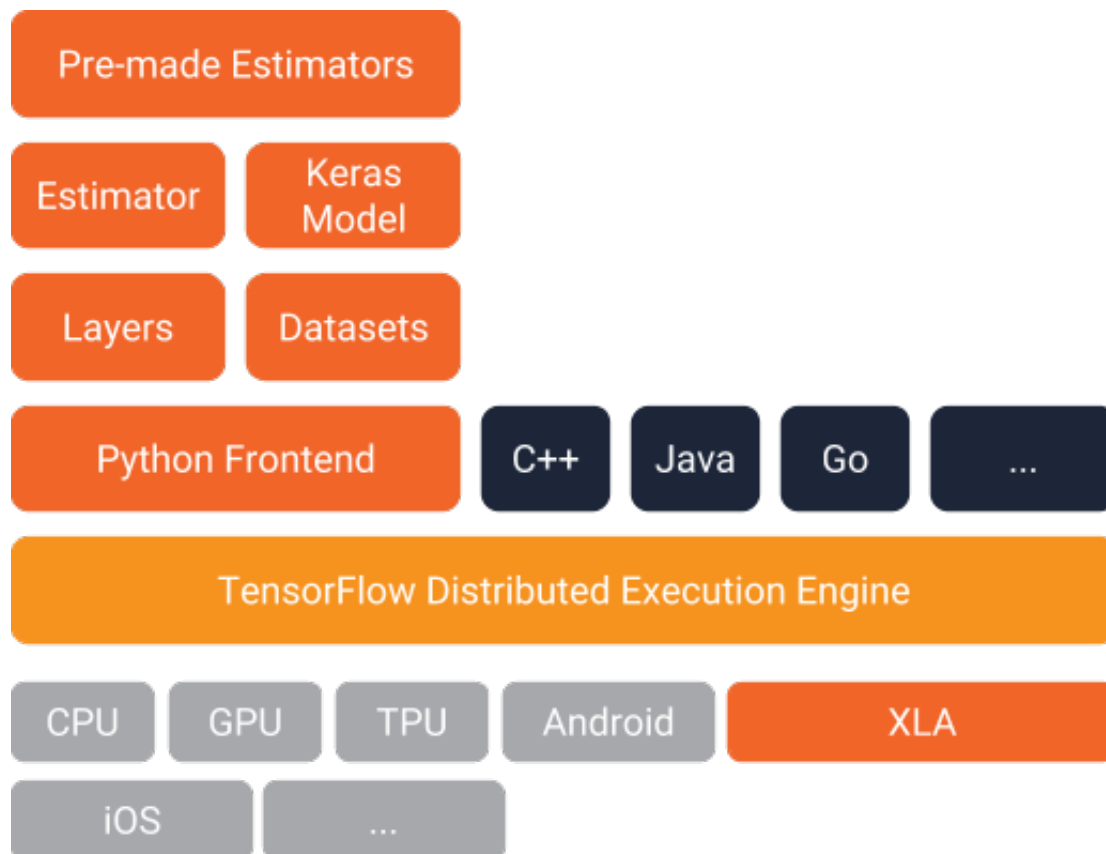 Pre-made Estimators
Estimator
Keras
Model
Layers
Datasets
Python Frontend
C++
Java
Go
...
TensorFlow Distributed Execution Engine
CPU
GPU
TPU
Android
XLA
iOS
...